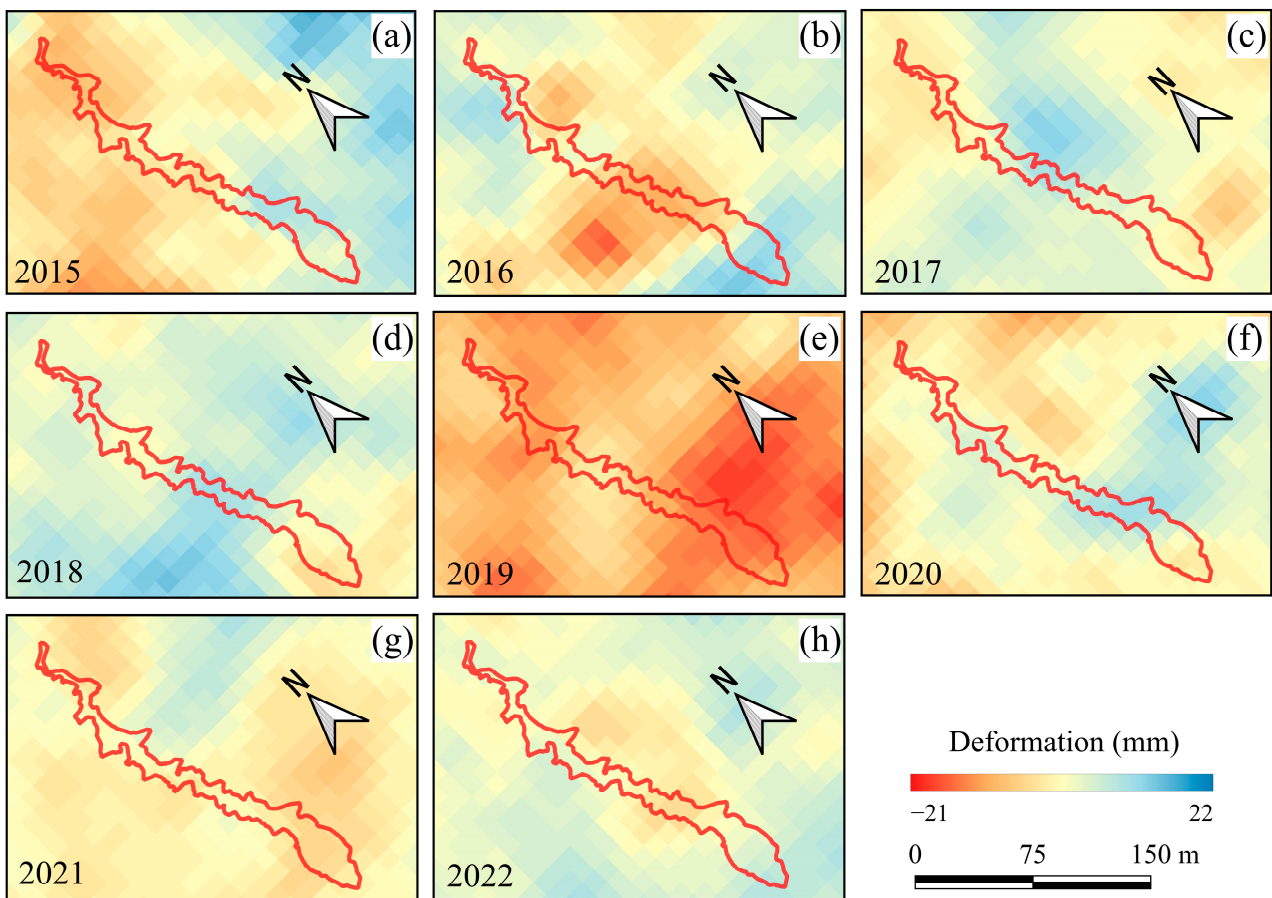 (a)
N
2015
(b)
N
2016
(c)
N
2017
(d)
N
2018
(e)
N
2019
(f)
N
2020
(g)
N
2021
(h)
N
2022
Deformation (mm)
−21 22
0 75 150 m